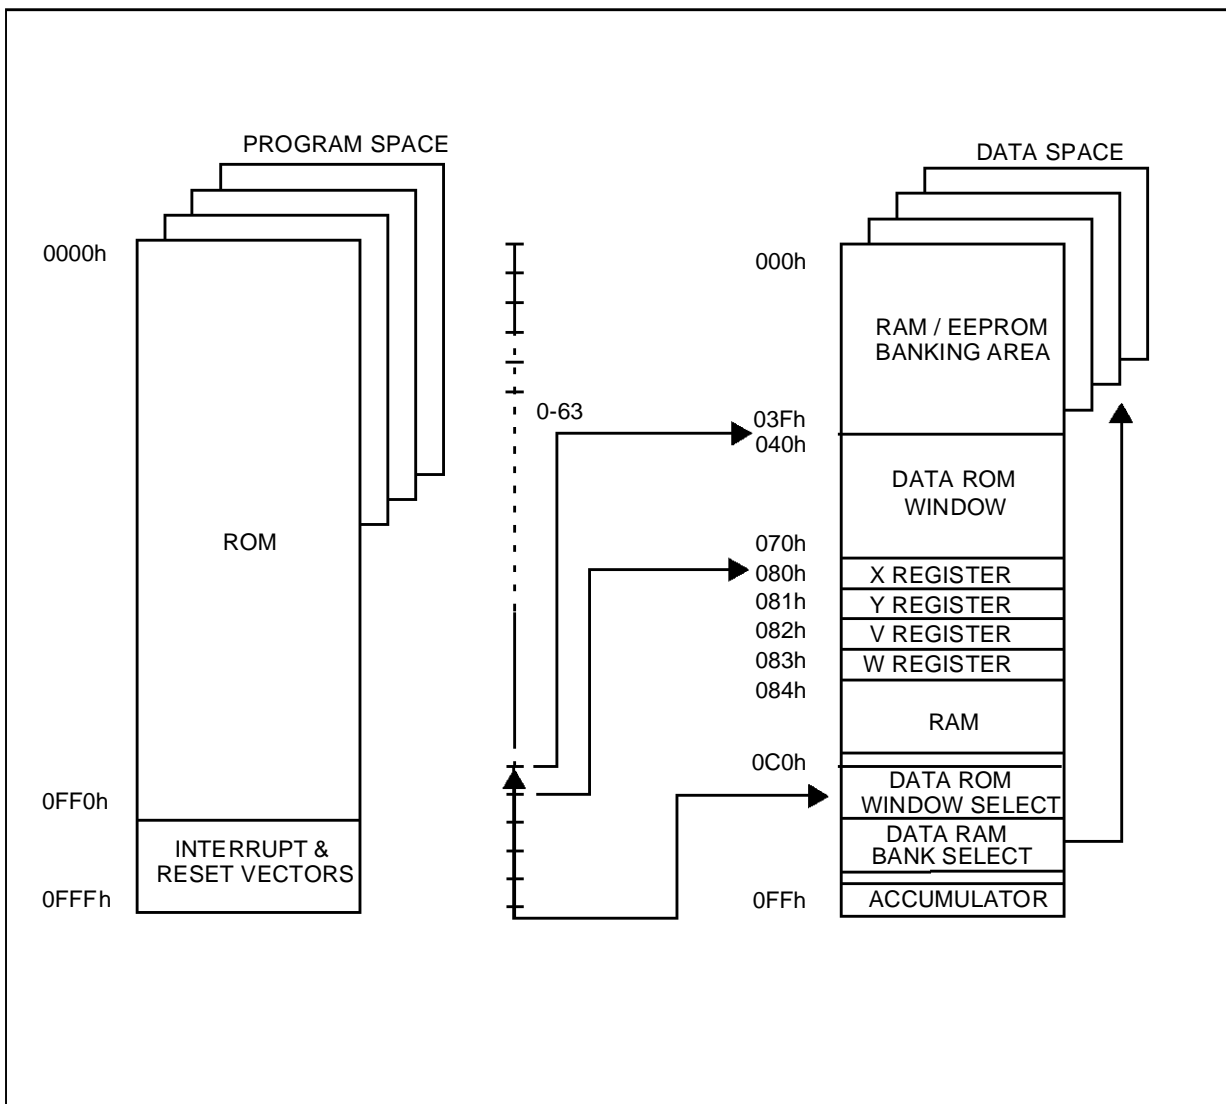 PROGRAM SPACE
0000h
ROM
0FF0h
INTERRUPT &
RESET VECTORS
0FFFh
0-63
DATA SPACE
000h
RAM / EEPROM
BANKING AREA
03Fh
040h
DATA ROM
WINDOW
070h
080h
X REGISTER
081h
Y REGISTER
082h
V REGISTER
083h
W REGISTER
084h
RAM
0C0h
DATA ROM
WINDOW SELECT
DATA RAM
BANK SELECT
0FFh
ACCUMULATOR